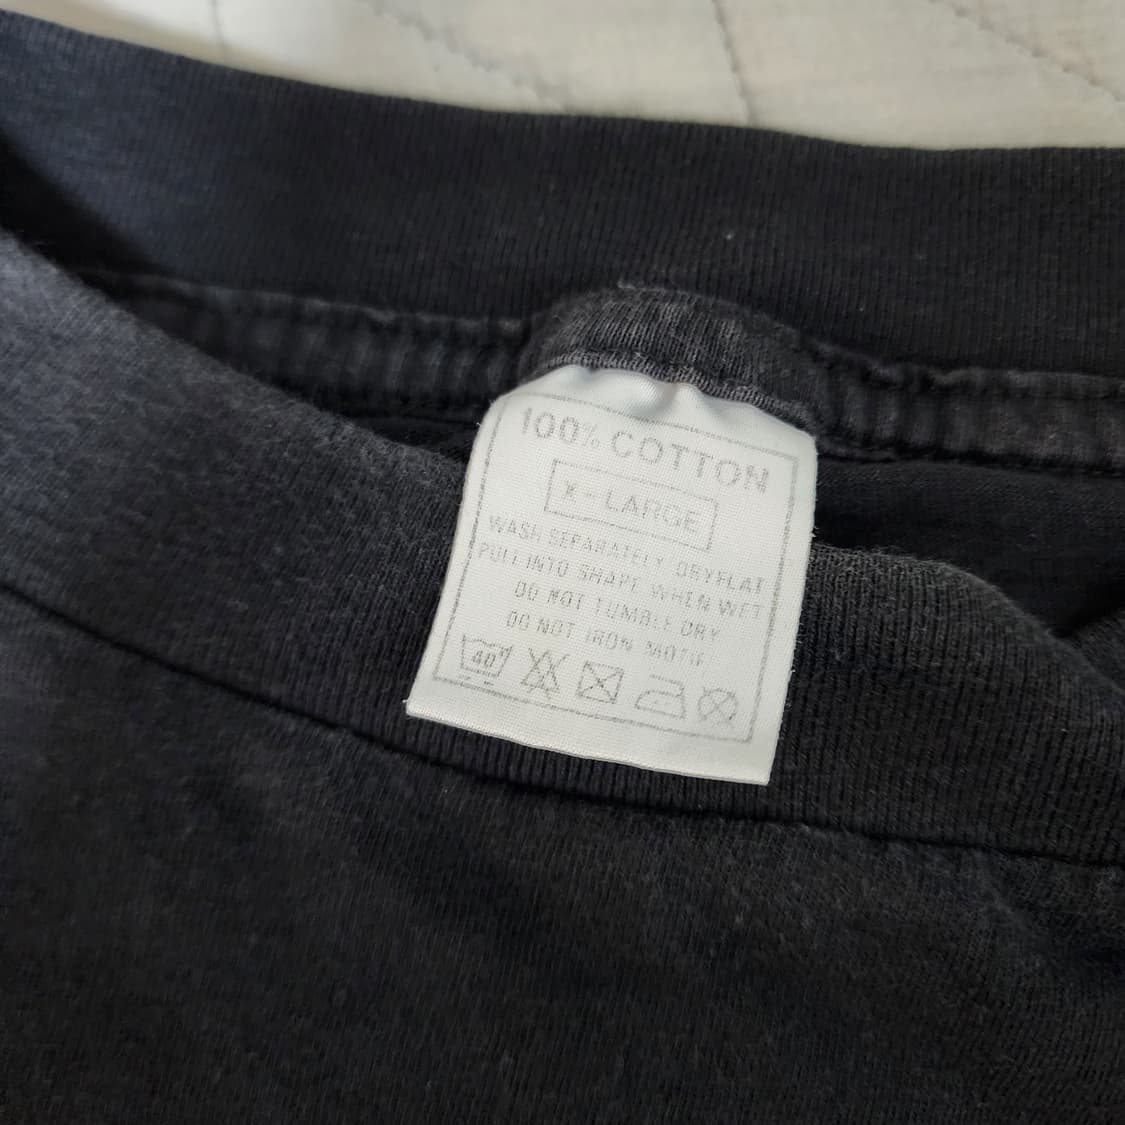 100% COTTON
X-LARGE
WASH SEPARATELY DRYFLAT
PULL INTO SHAPE WHEN WET
DO NOT TUMBLE DRY
DO NOT IRON MOTIF
40°